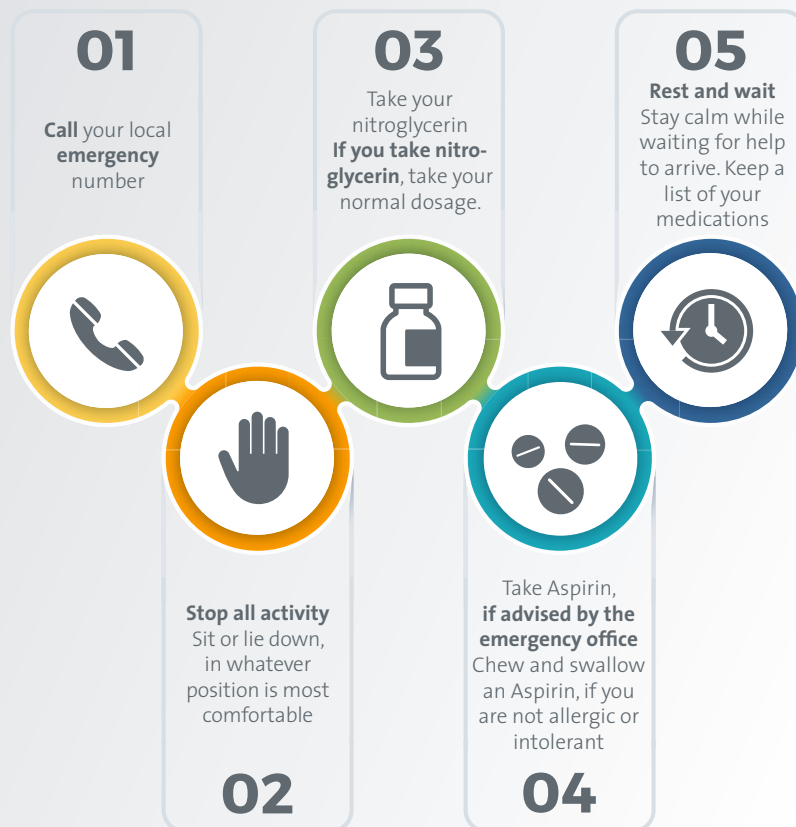 01
Call your local
emergency
number
Stop all activity
Sit or lie down,
in whatever
position is most
comfortable
02
03
Take your
nitroglycerin
If you take nitro-
glycerin, take your
normal dosage.
Take Aspirin,
if advised by the
emergency office
Chew and swallow
an Aspirin, if you
are not allergic or
intolerant
04
05
Rest and wait
Stay calm while
waiting for help
to arrive. Keep a
list of your
medications